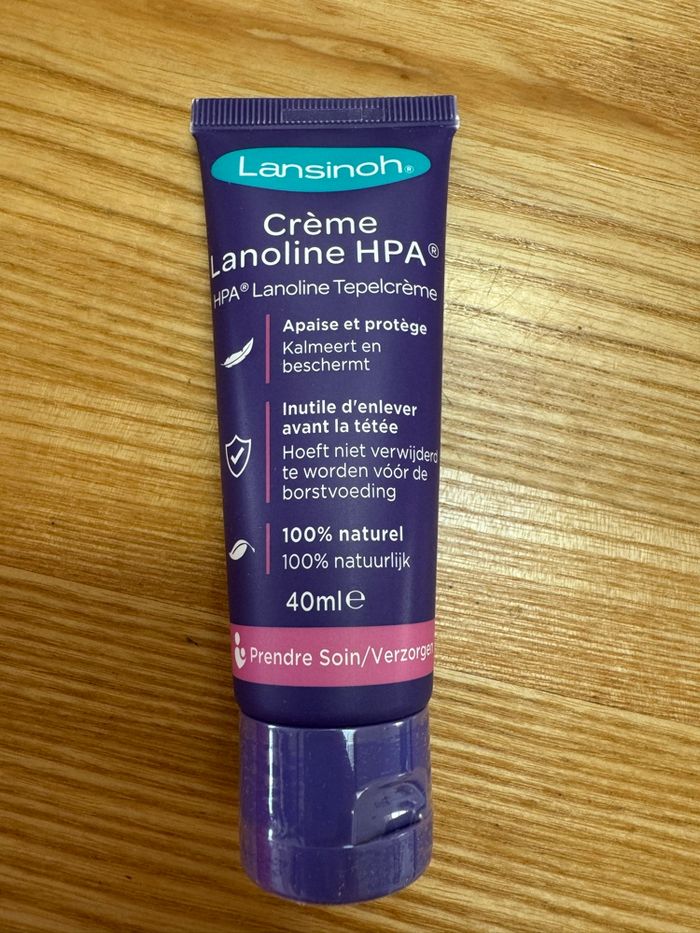 Lansinoh®
Crème
Lanoline HPA®
HPA® Lanoline Tepelcrème
Apaise et protège
Kalmeert en
beschermt
Inutile d'enlever
avant la tétée
Hoeft niet verwijderd
te worden vóór de
borstvoeding
100% naturel
100% natuurlijk
40ml℮
Prendre Soin/Verzorgen